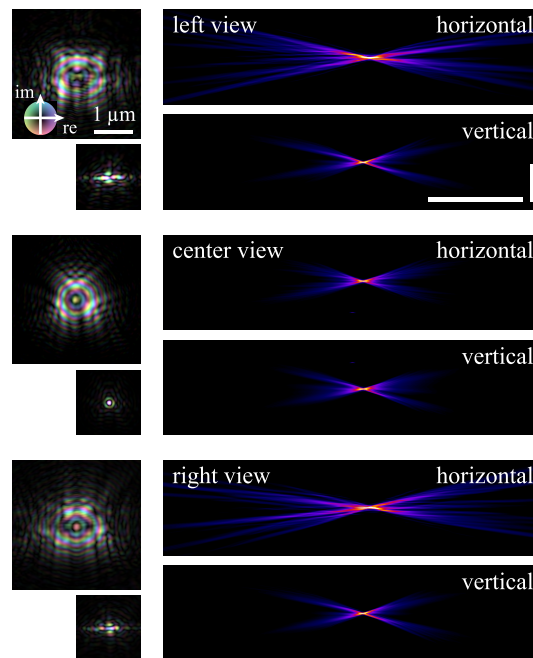 left view
horizontal
im
re
1 µm
vertical
center view
horizontal
vertical
right view
horizontal
vertical